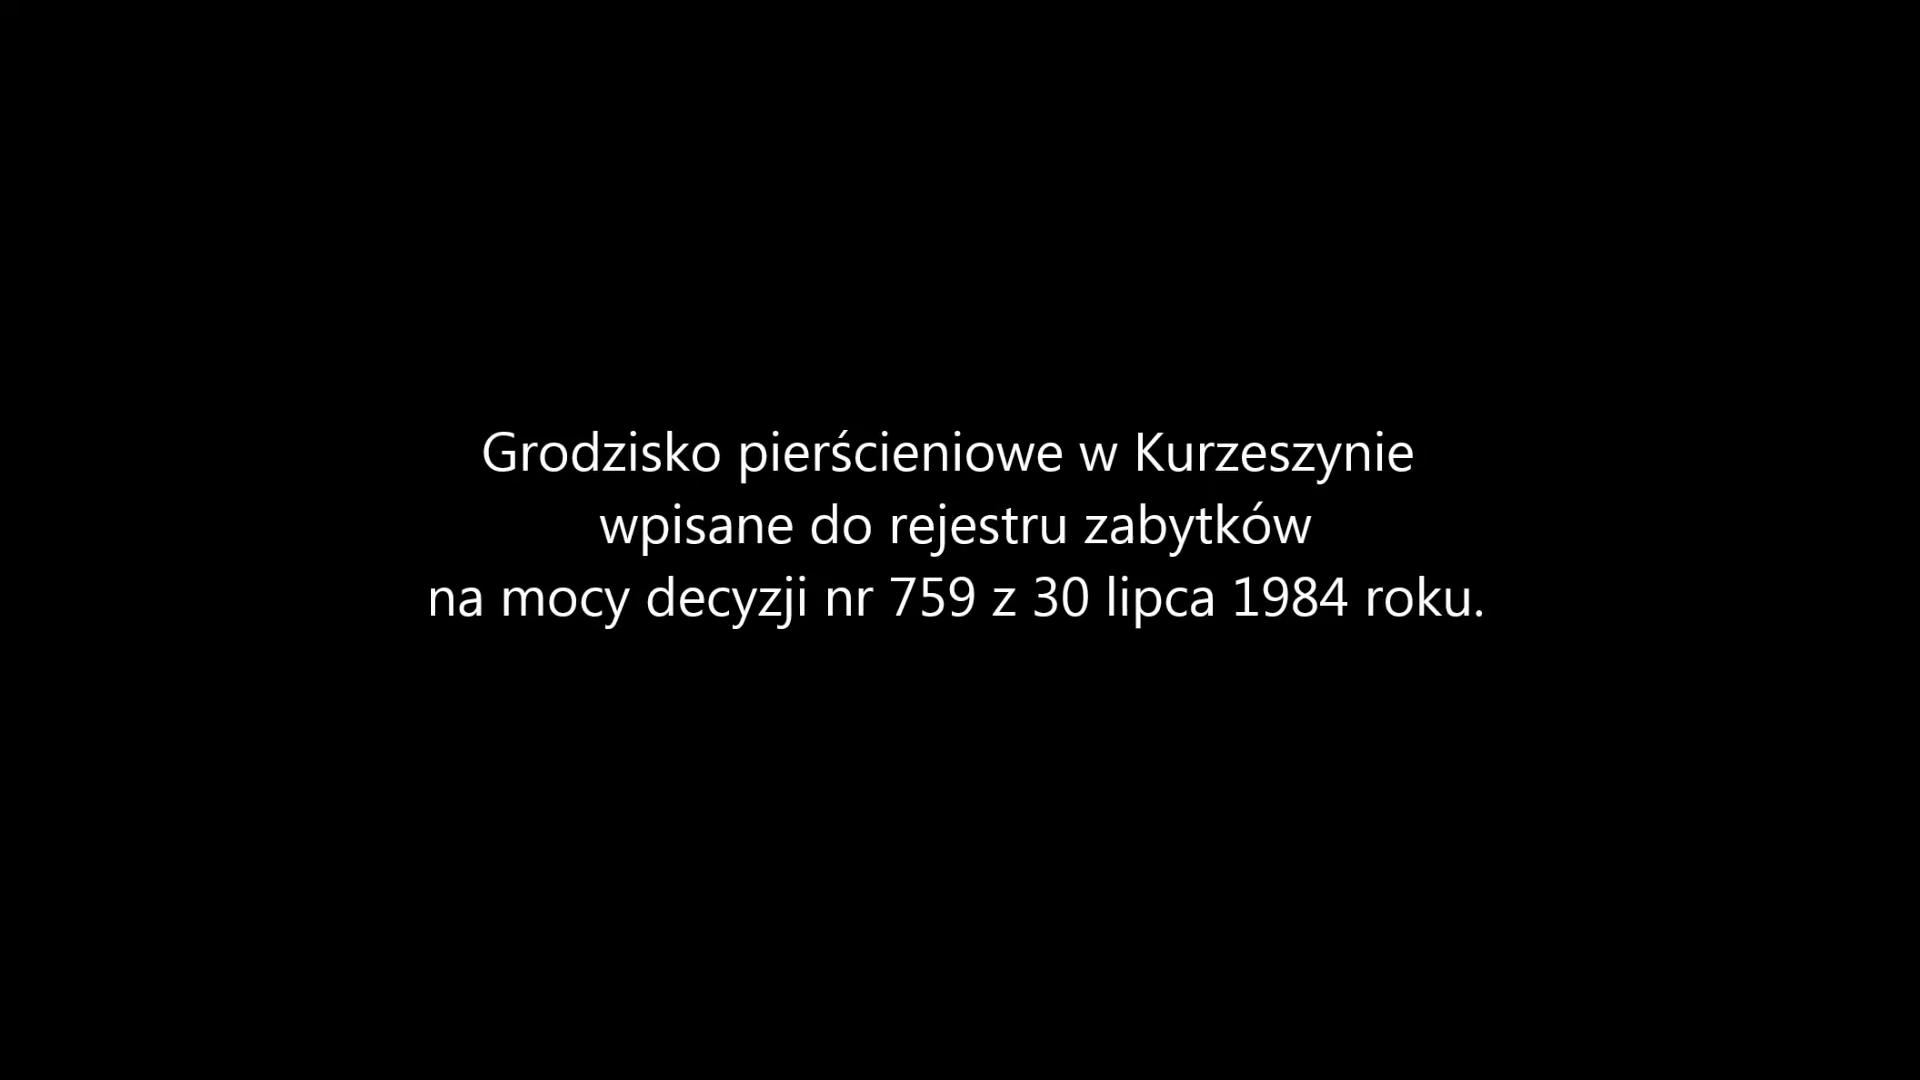 Grodzisko pierścieniowe w Kurzeszynie
wpisane do rejestru zabytków
na mocy decyzji nr 759 z 30 lipca 1984 roku.